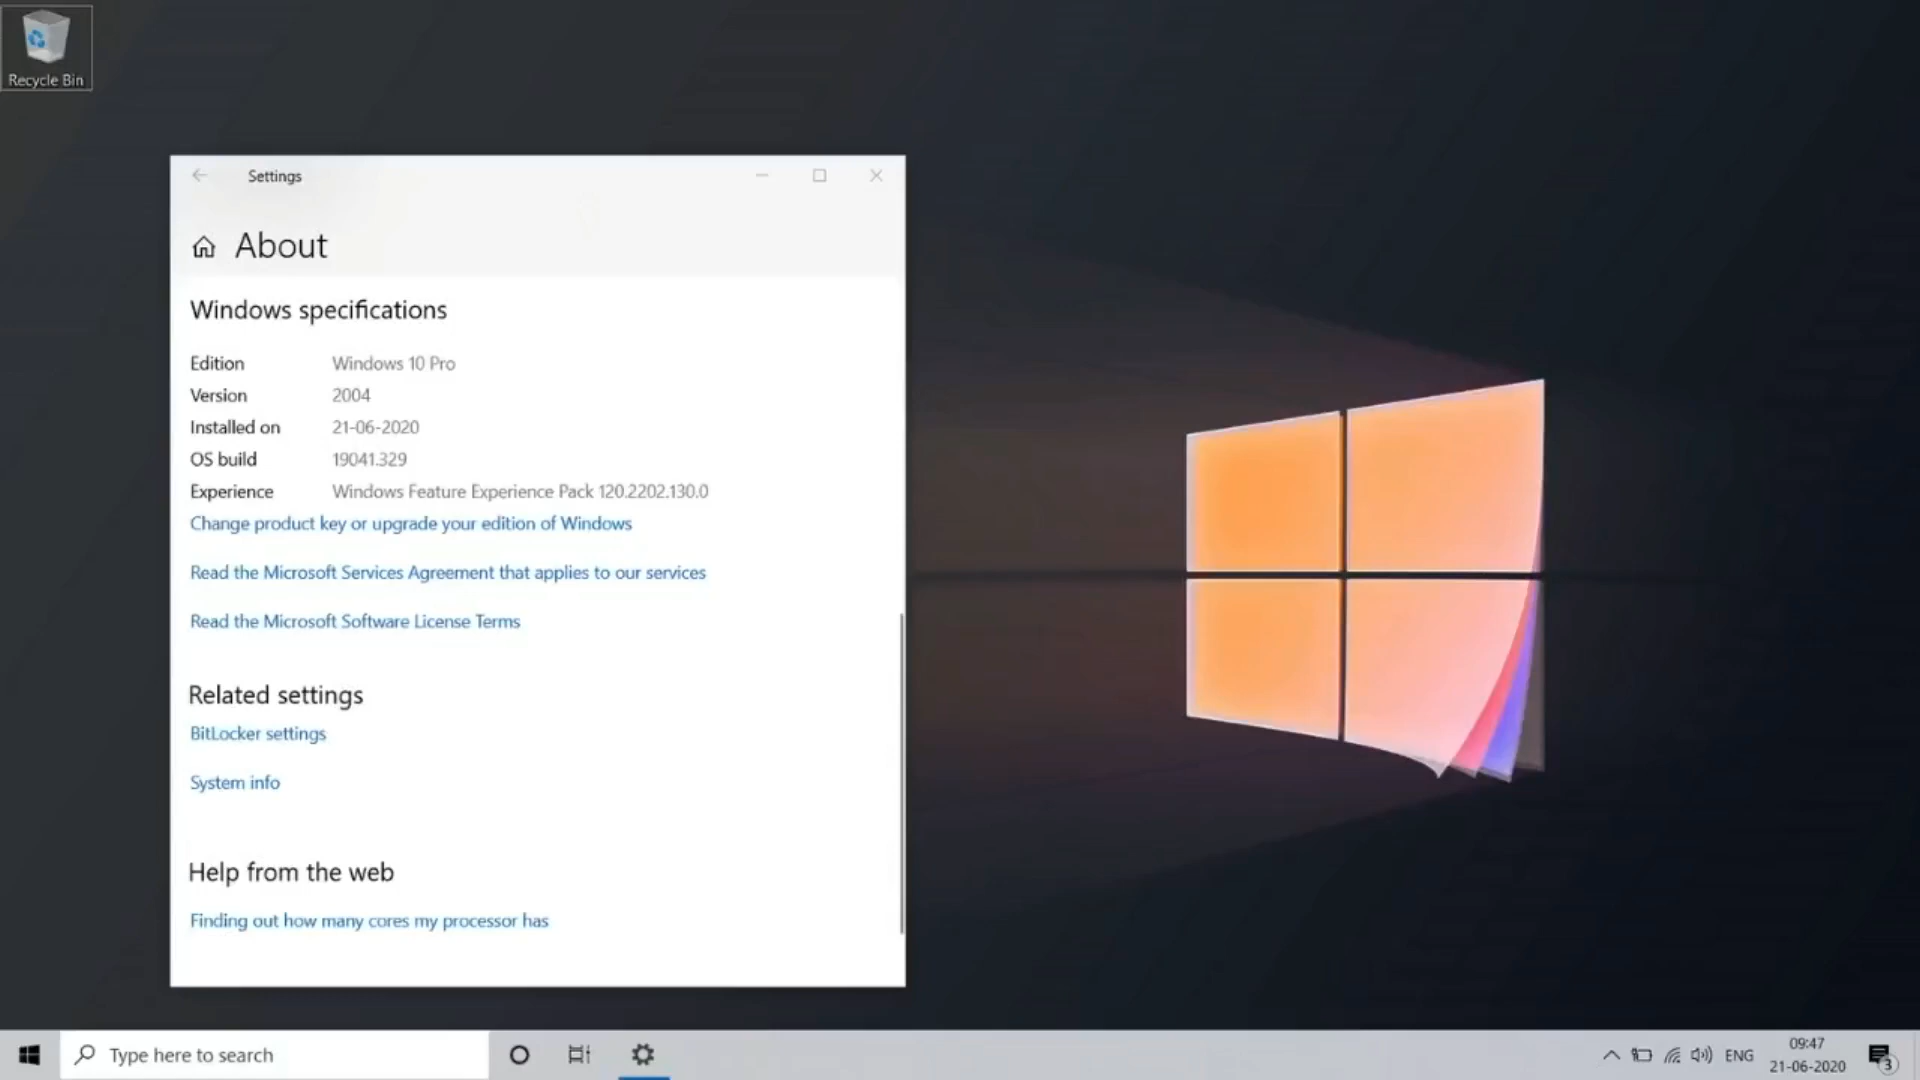 Recycle Bin
Settings
About
Windows specifications
Edition Windows 10 Pro
Version 2004
Installed on 21-06-2020
OS build 19041.329
Experience Windows Feature Experience Pack 120.2202.130.0
Change product key or upgrade your edition of Windows
Read the Microsoft Services Agreement that applies to our services
Read the Microsoft Software License Terms
Related settings
BitLocker settings
System info
Help from the web
Finding out how many cores my processor has
Type here to search
ENG
09:47
21-06-2020
3